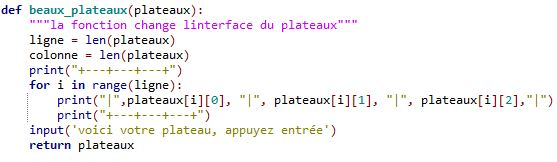 def beaux_plateaux(plateaux):
    """la fonction change linterface du plateaux"""
    ligne = len(plateaux)
    colonne = len(plateaux)
    print("+---+---+---+")
    for i in range(ligne):
        print("|",plateaux[i][0], "|", plateaux[i][1], "|", plateaux[i][2],"|")
        print("+---+---+---+")
    input('voici votre plateau, appuyez entrée')
    return plateaux